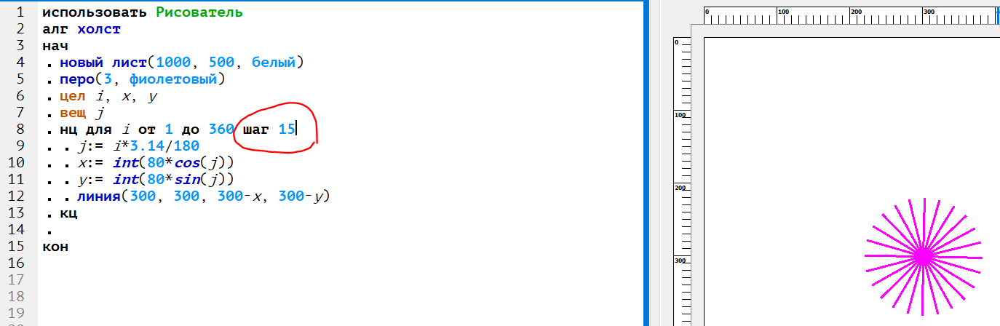 1 использовать Рисователь
2 алг холст
3 нач
4 . новый лист(1000, 500, белый)
5 . перо(3, фиолетовый)
6 . цел i, x, y
7 . вещ j
8 . нц для i от 1 до 360 шаг 15
9 . . j:= i*3.14/180
10 . . x:= int(80*cos(j))
11 . . y:= int(80*sin(j))
12 . . линия(300, 300, 300-x, 300-y)
13 . кц
14 .
15 кон
16
17
18
19
0 100 200 300
0
100
200
300